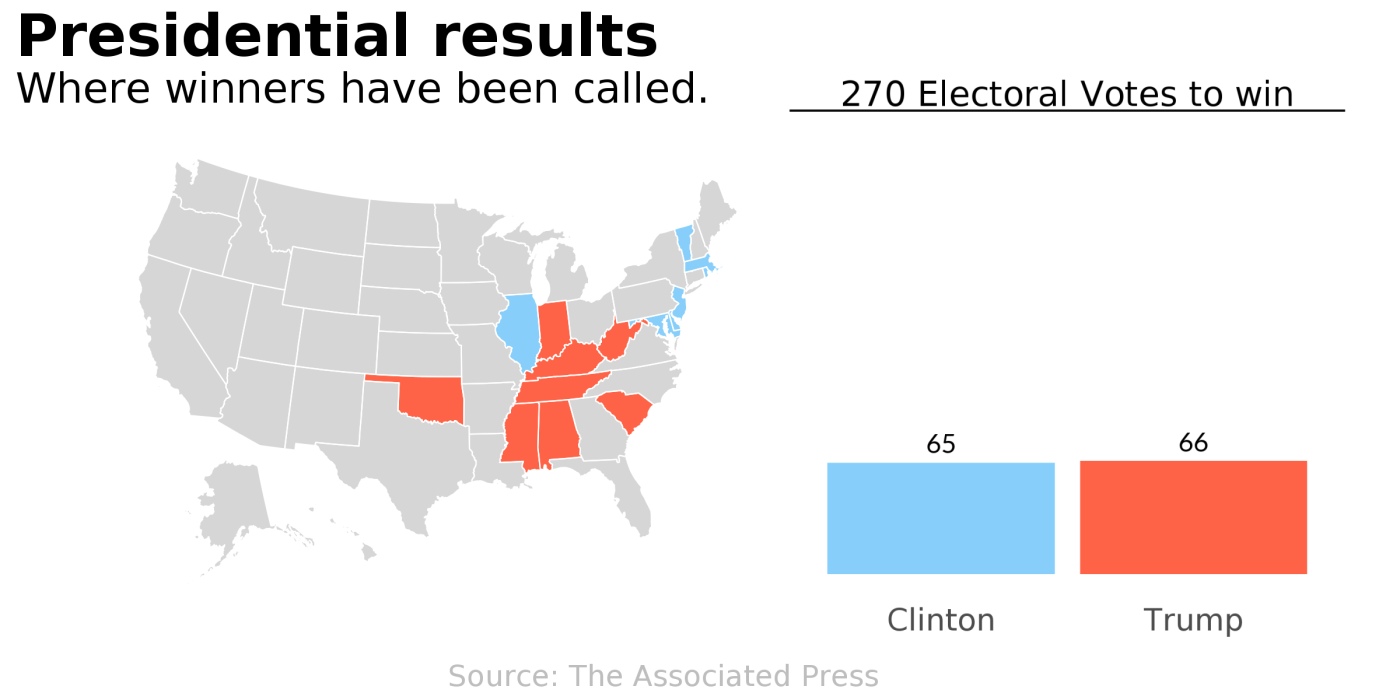 Presidential results
Where winners have been called.
270 Electoral Votes to win
65
66
Clinton
Trump
Source: The Associated Press